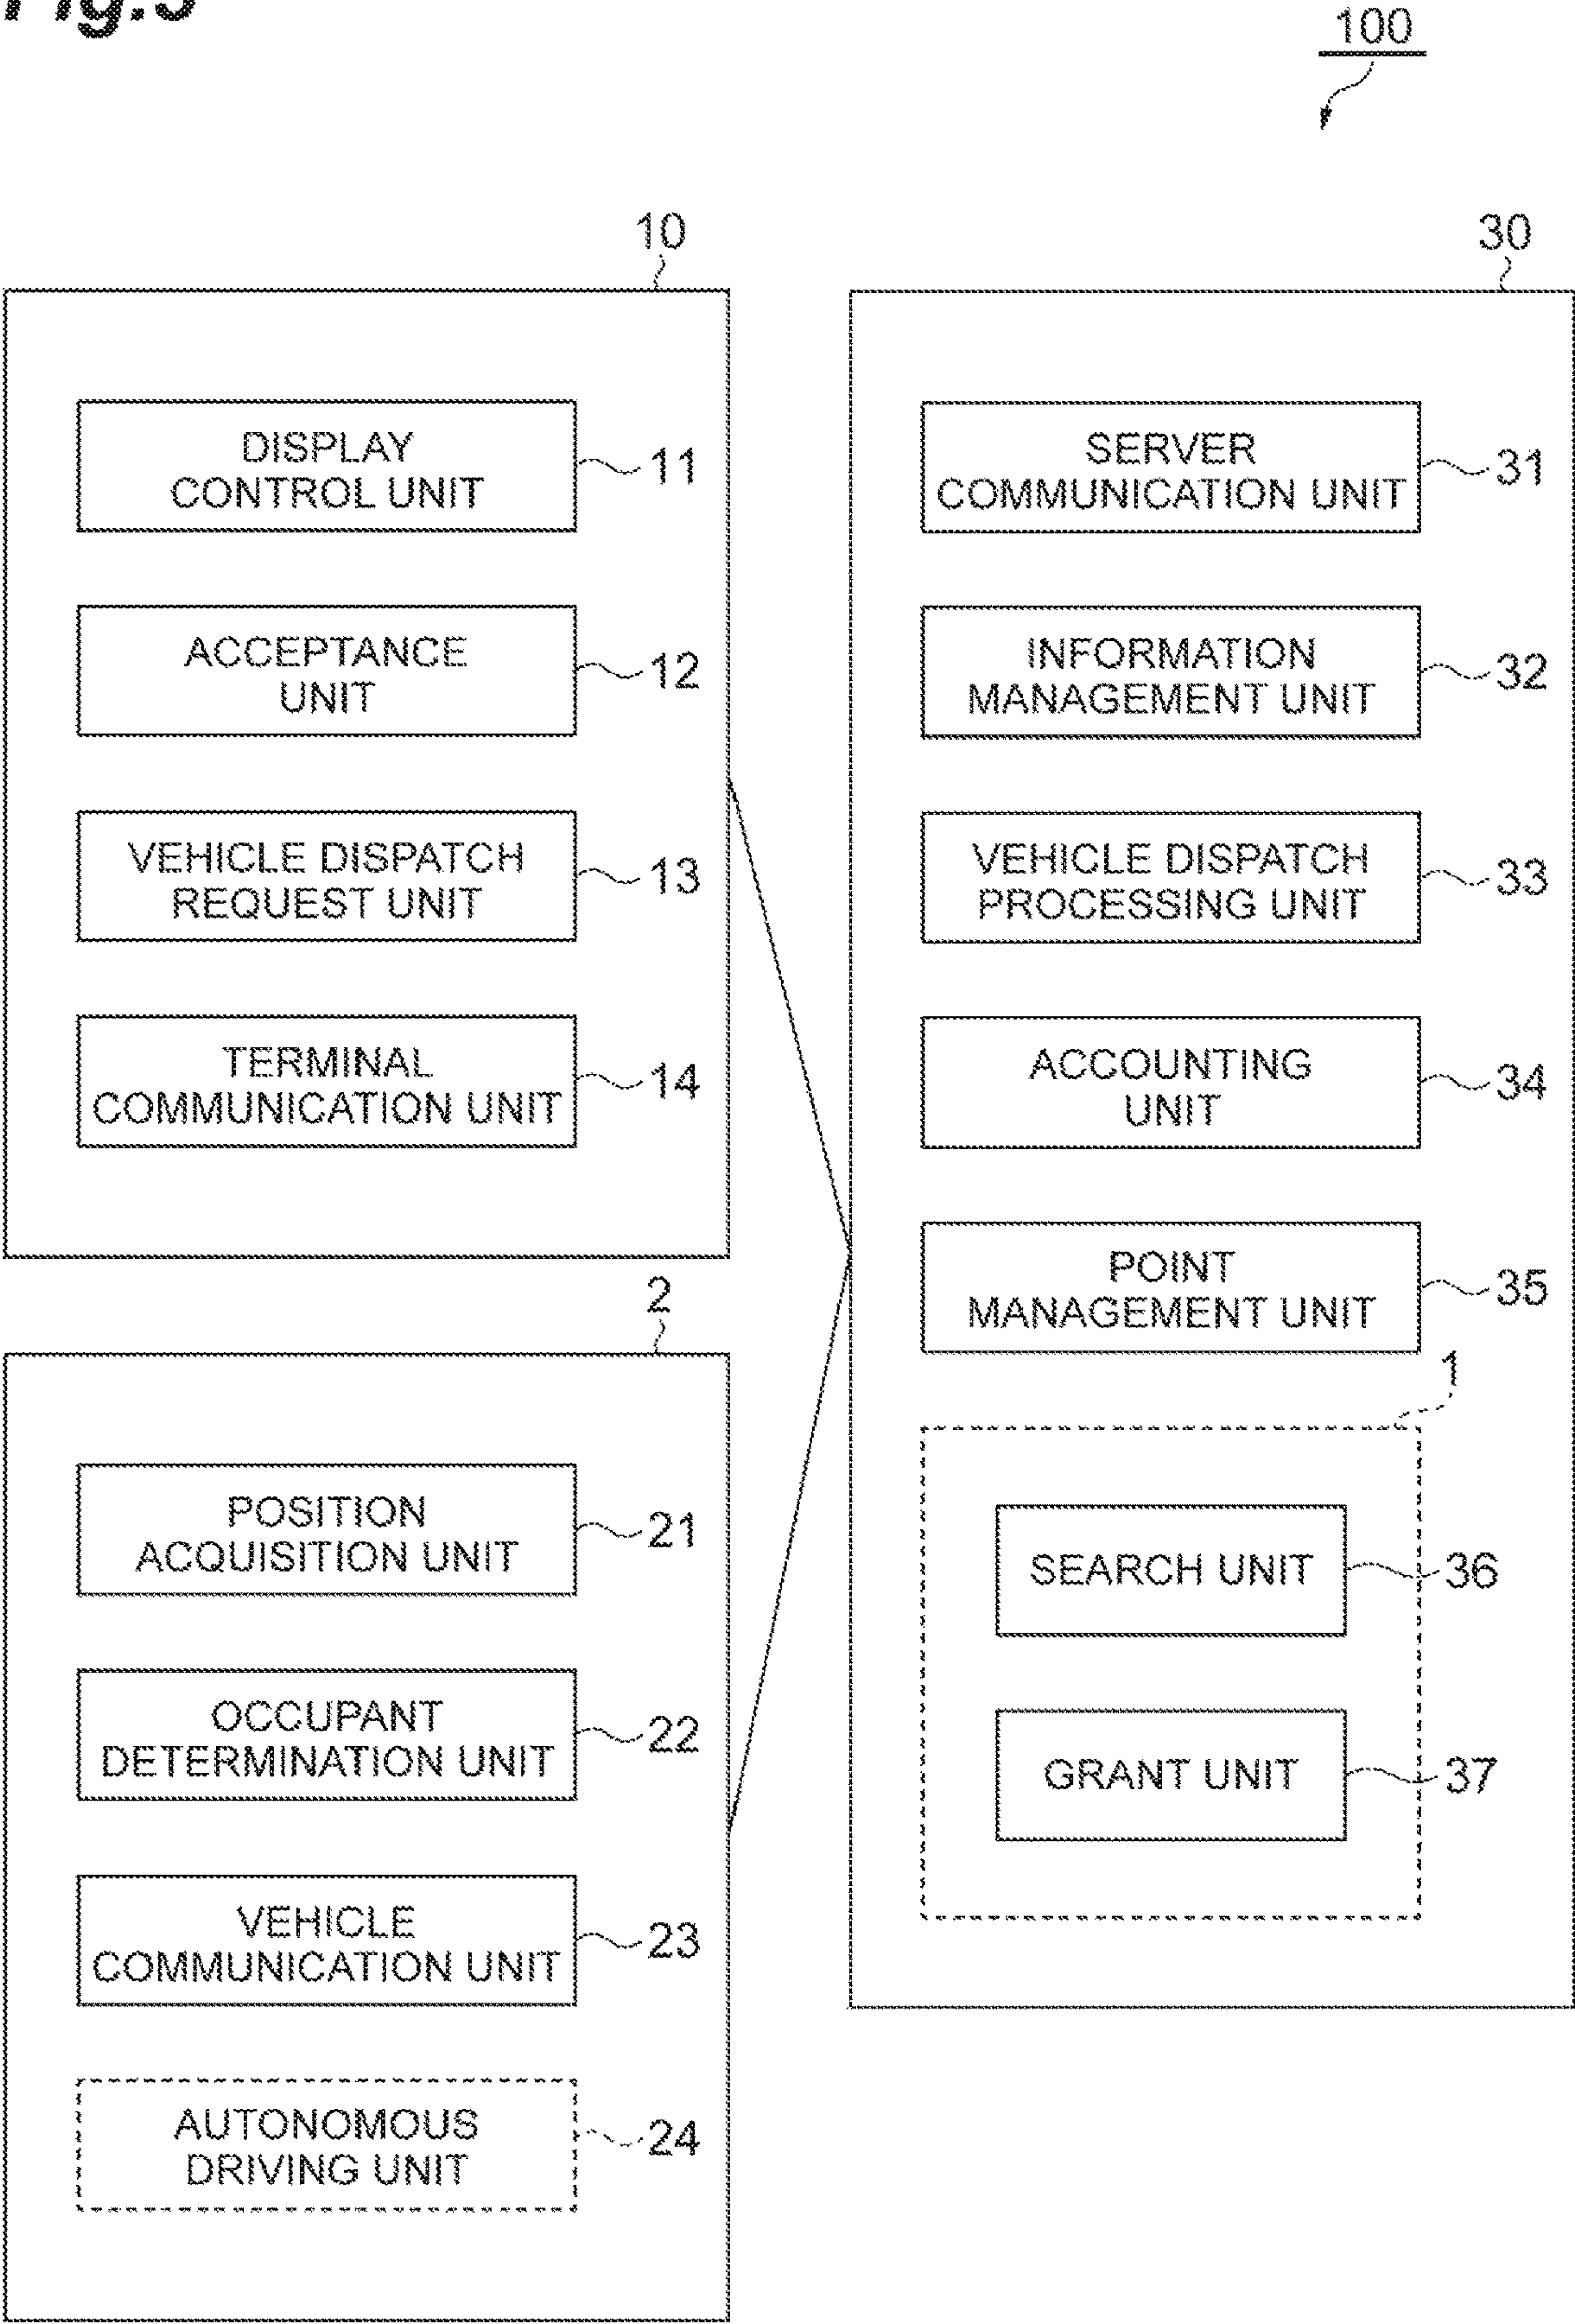 100
10
DISPLAY
CONTROL UNIT
11
ACCEPTANCE
UNIT
12
VEHICLE DISPATCH
REQUEST UNIT
13
TERMINAL
COMMUNICATION UNIT
14
2
POSITION
ACQUISITION UNIT
21
OCCUPANT
DETERMINATION UNIT
22
VEHICLE
COMMUNICATION UNIT
23
AUTONOMOUS
DRIVING UNIT
24
30
SERVER
COMMUNICATION UNIT
31
INFORMATION
MANAGEMENT UNIT
32
VEHICLE DISPATCH
PROCESSING UNIT
33
ACCOUNTING
UNIT
34
POINT
MANAGEMENT UNIT
35
1
SEARCH UNIT
36
GRANT UNIT
37